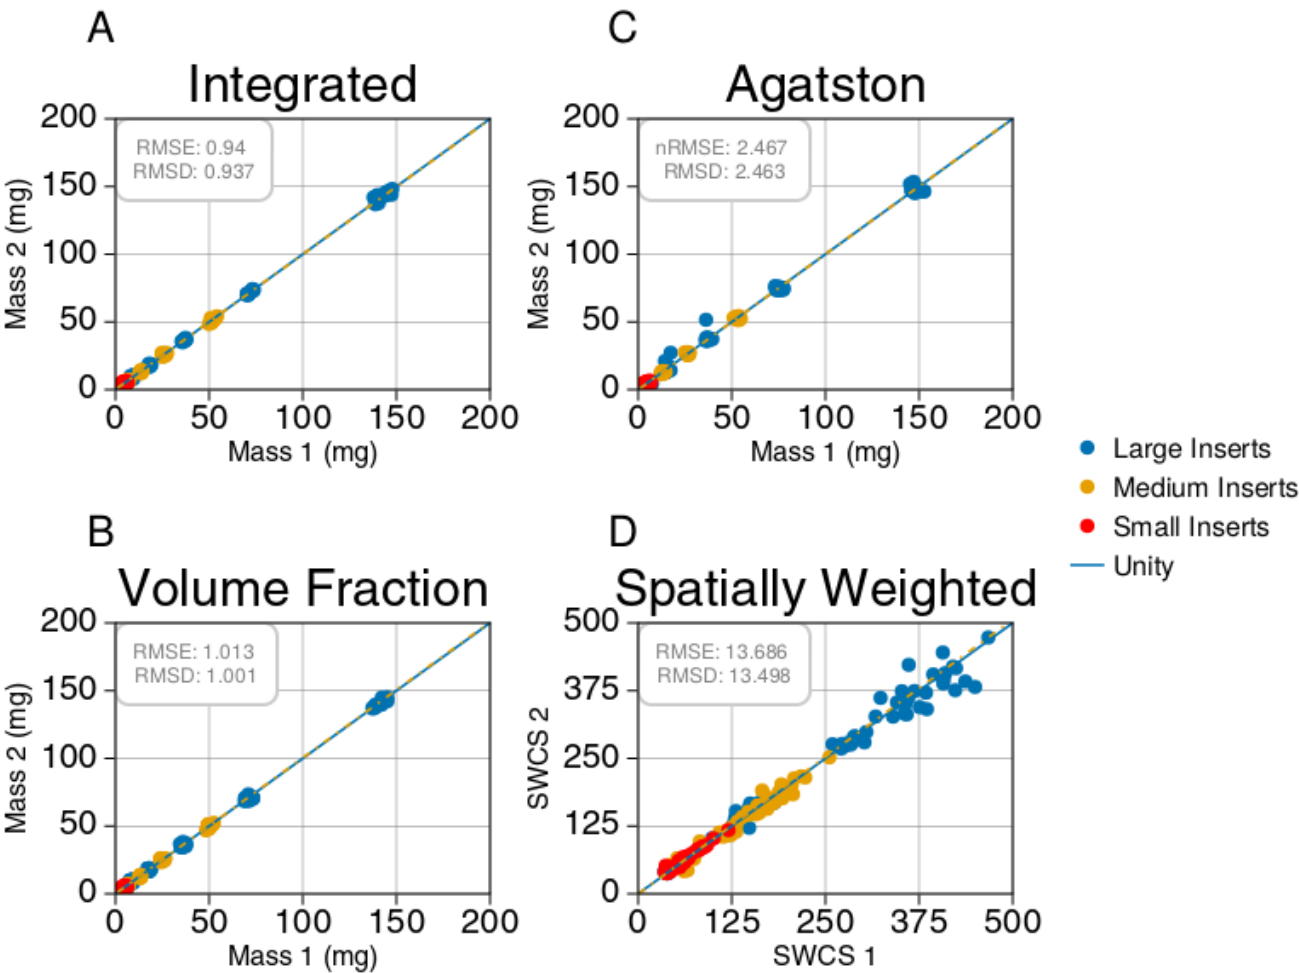 A
Integrated
200
150
100
50
0
0
50
100
150
200
Mass 2 (mg)
Mass 1 (mg)
RMSE: 0.94
RMSD: 0.937
C
Agatston
200
150
100
50
0
0
50
100
150
200
Mass 2 (mg)
Mass 1 (mg)
nRMSE: 2.467
RMSD: 2.463
B
Volume Fraction
200
150
100
50
0
0
50
100
150
200
Mass 2 (mg)
Mass 1 (mg)
RMSE: 1.013
RMSD: 1.001
D
Spatially Weighted
500
375
250
125
0
0
125
250
375
500
SWCS 2
SWCS 1
RMSE: 13.686
RMSD: 13.498
Large Inserts
Medium Inserts
Small Inserts
Unity